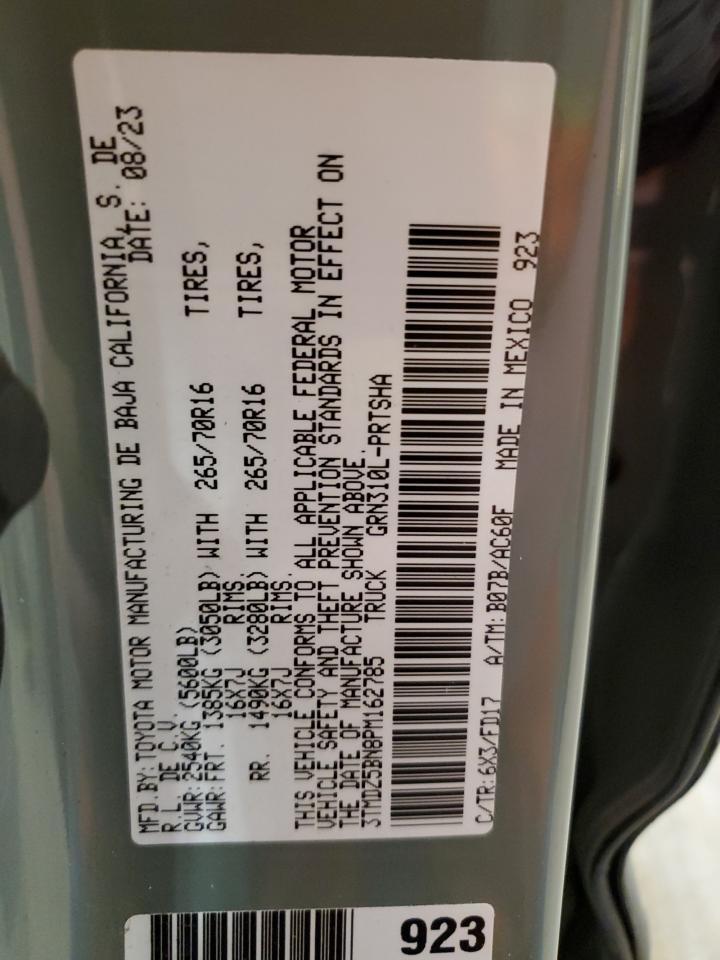 MFD.BY: TOYOTA MOTOR MANUFACTURING DE BAJA CALIFORNIA, S. DE
R.L. DE C.V. DATE: 08/23
GVWR: 2540KG (5600LB)
GAWR: FRT. 1385KG (3050LB) WITH 265/70R16 TIRES,
16X7J RIMS.
RR. 1490KG (3280LB) WITH 265/70R16 TIRES,
16X7J RIMS.
THIS VEHICLE CONFORMS TO ALL APPLICABLE FEDERAL MOTOR
VEHICLE SAFETY AND THEFT PREVENTION STANDARDS IN EFFECT ON
THE DATE OF MANUFACTURE SHOWN ABOVE.
3TMDZ5BN8PM162785 TRUCK GRN310L-PRTSHA
C/TR: 6X3/FD17 A/TM: B07B/AC60F MADE IN MEXICO 923
923